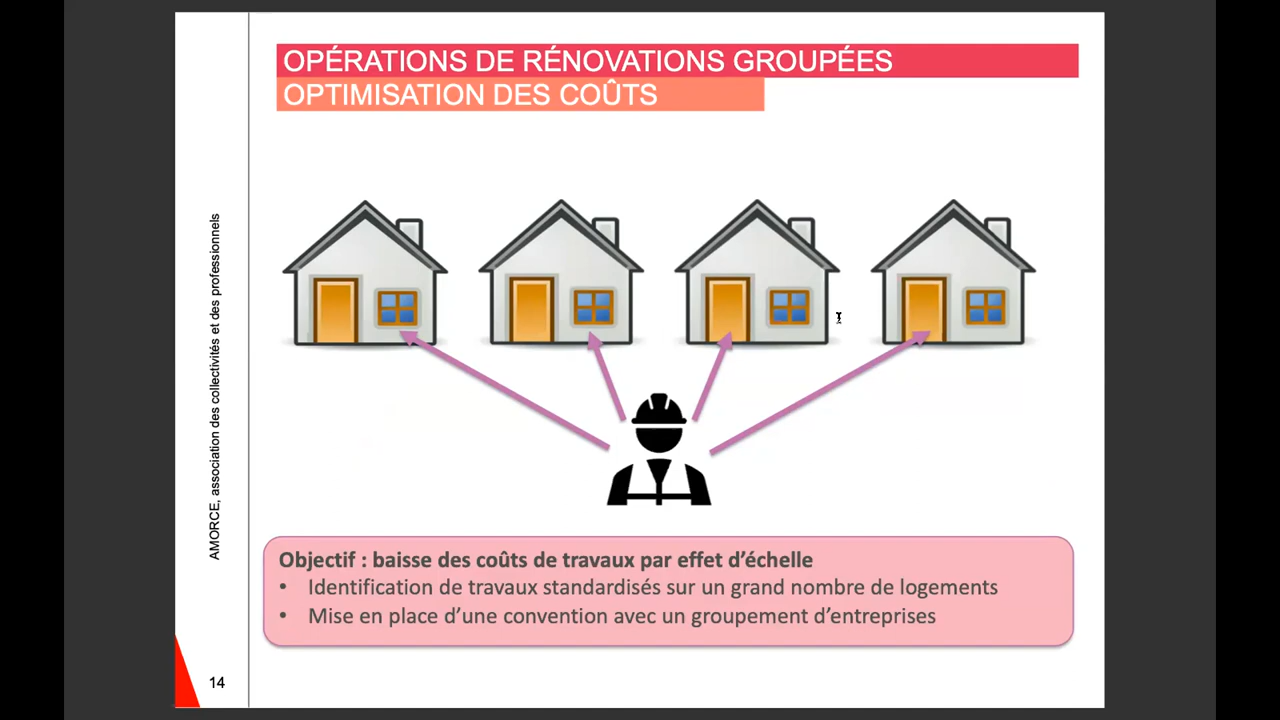 OPÉRATIONS DE RÉNOVATIONS GROUPÉES
OPTIMISATION DES COÛTS
AMORCE, association des collectivités et des professionnels
Objectif : baisse des coûts de travaux par effet d’échelle
• Identification de travaux standardisés sur un grand nombre de logements
• Mise en place d’une convention avec un groupement d’entreprises
14